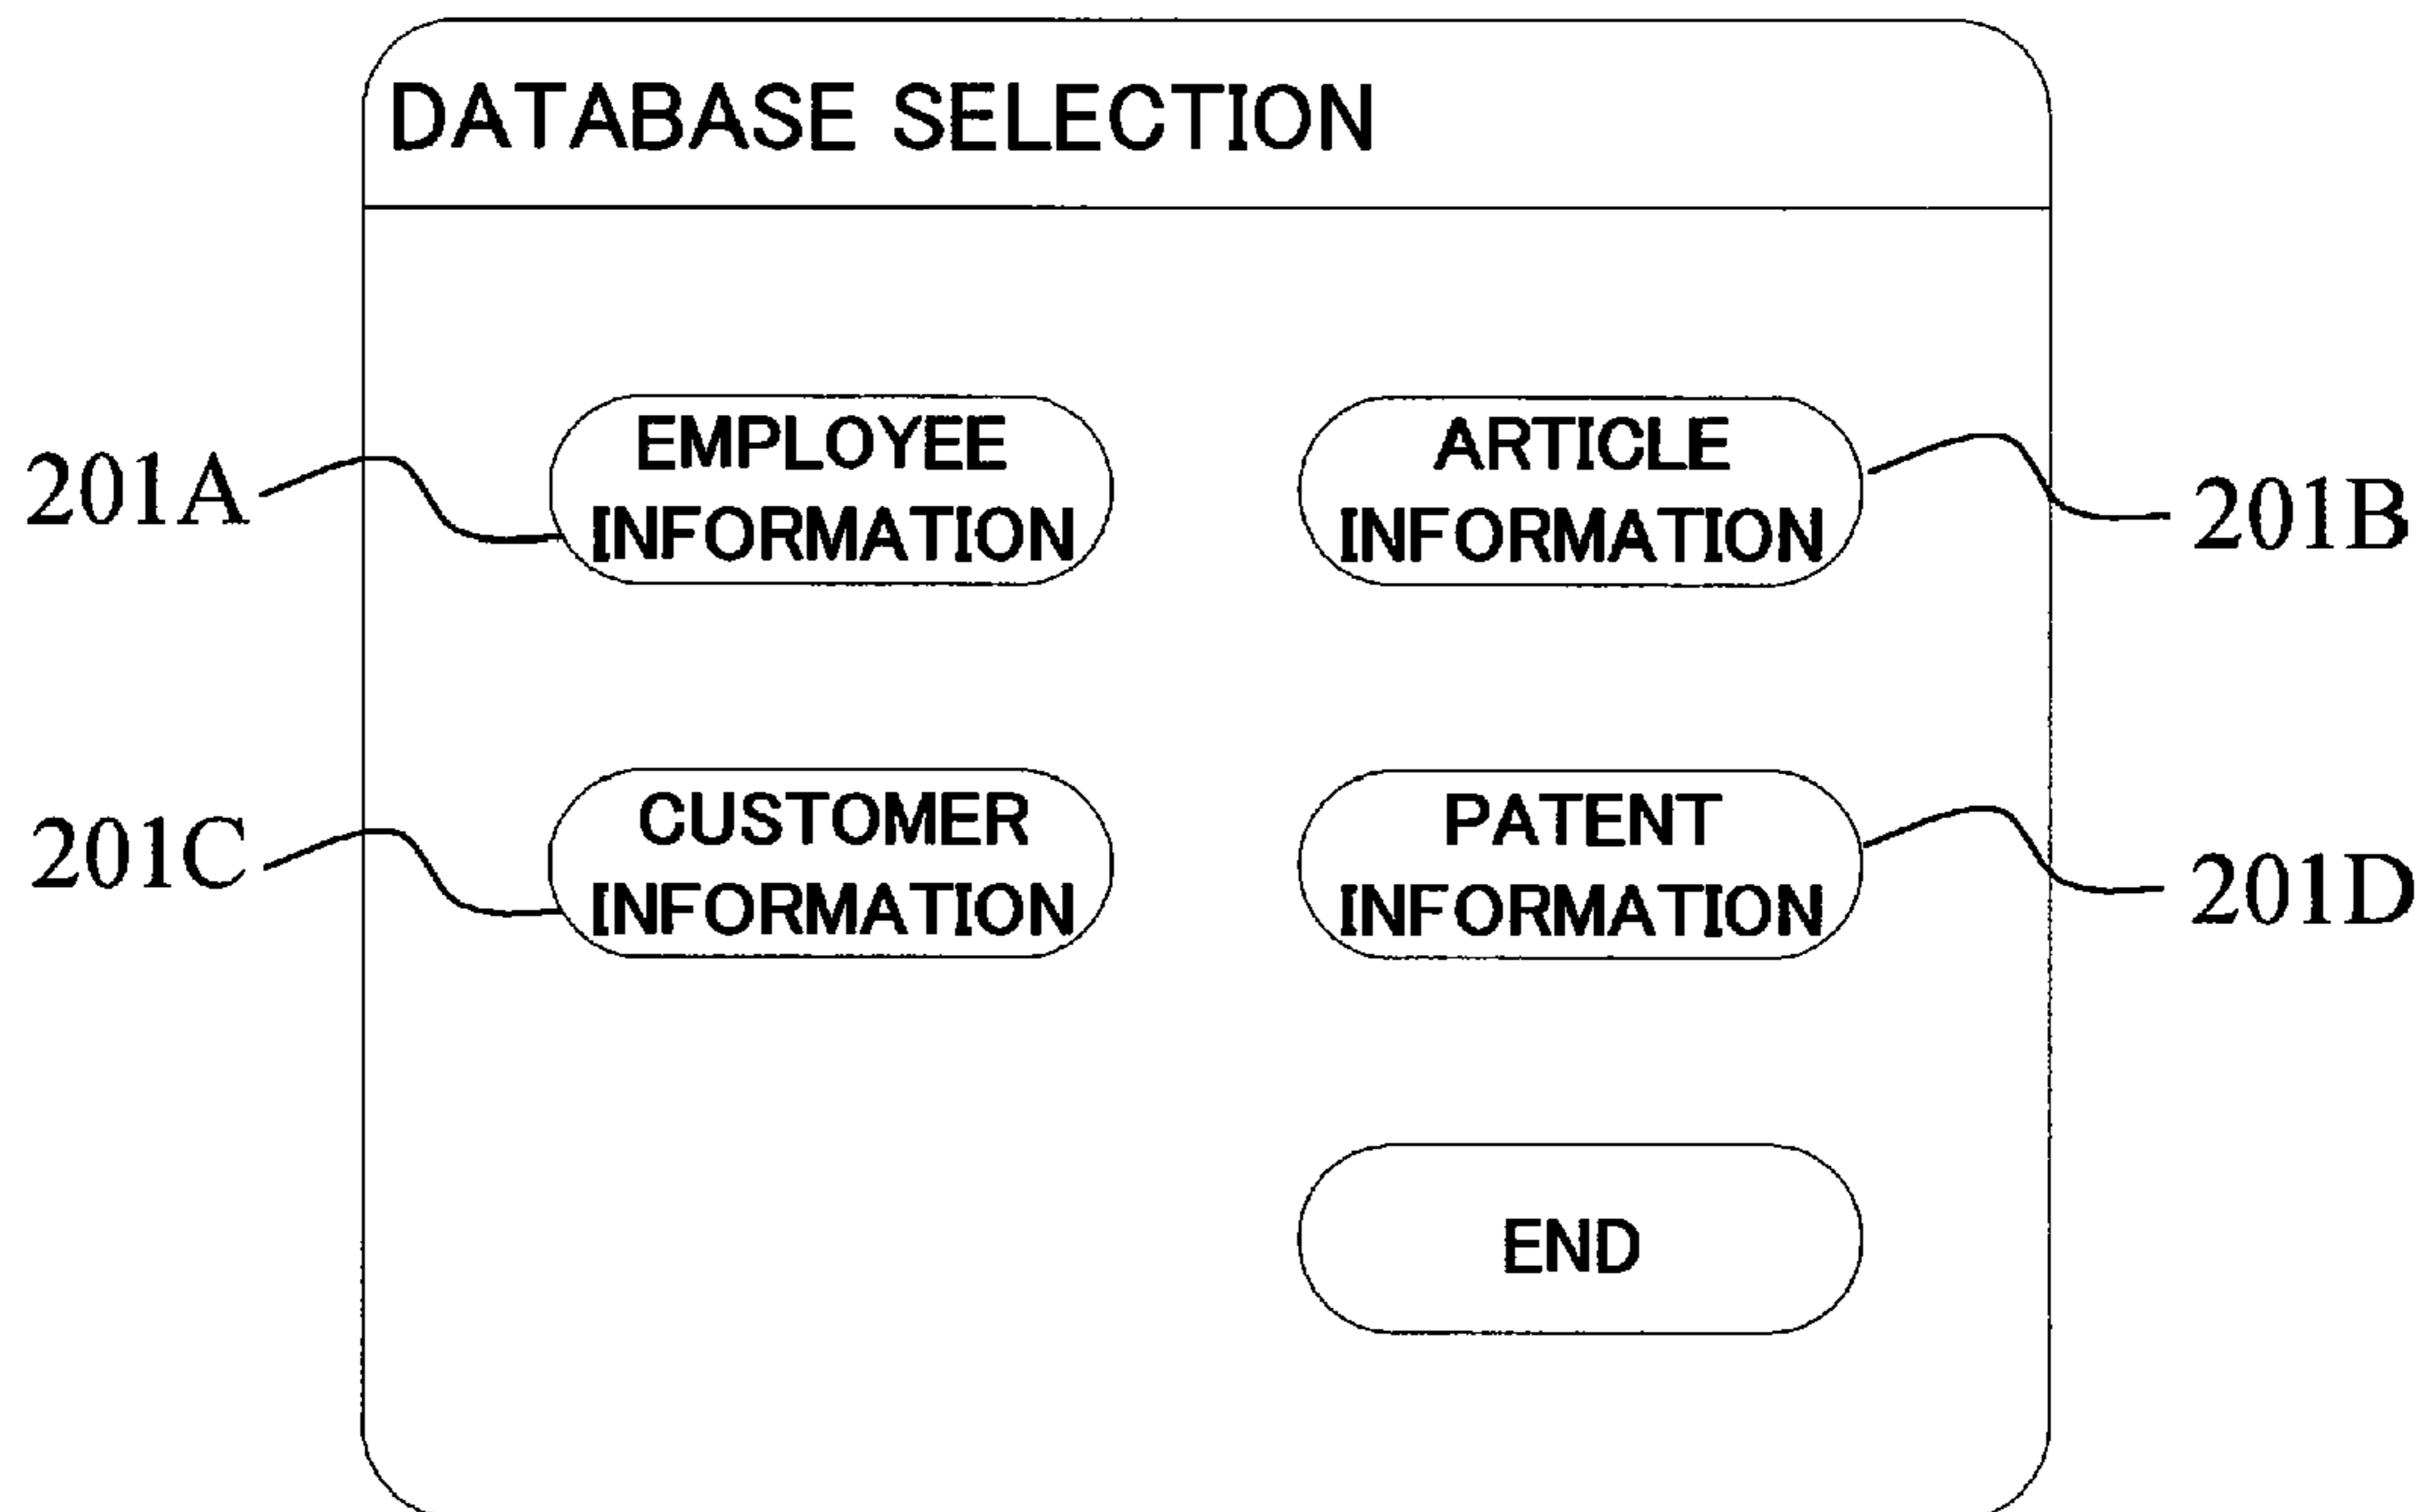 DATABASE SELECTION
201A
EMPLOYEE
INFORMATION
ARTICLE
INFORMATION
201B
201C
CUSTOMER
INFORMATION
PATENT
INFORMATION
201D
END